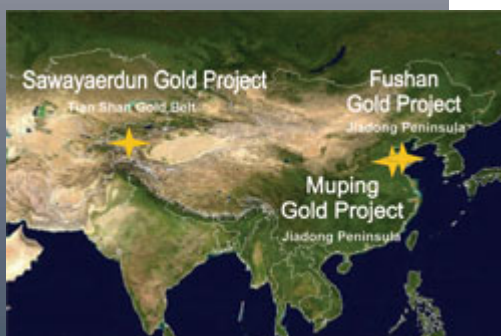 Sawayaerdun Gold Project
Tian Shan Gold Belt
Fushan
Gold Project
Jiadong Peninsula
Muping
Gold Project
Jiadong Peninsula